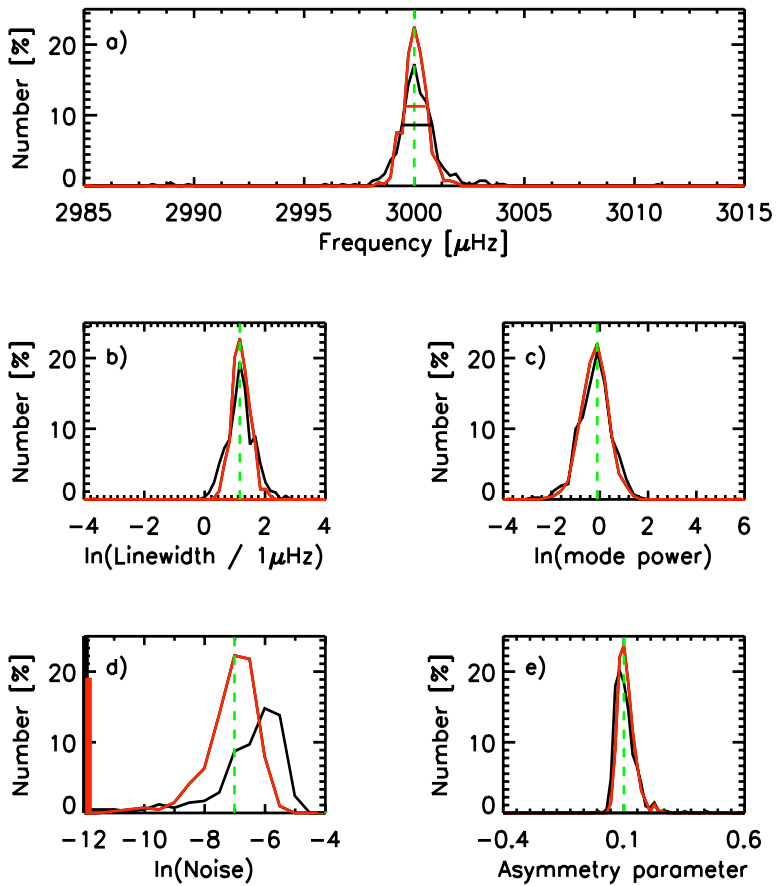 a)
Number [%]
20
10
0
2985 2990 2995 3000 3005 3010 3015
Frequency [μHz]
b)
Number [%]
20
10
0
-4 -2 0 2 4
ln(Linewidth / 1μHz)
c)
Number [%]
20
10
0
-4 -2 0 2 4 6
ln(mode power)
d)
Number [%]
20
10
0
-12 -10 -8 -6 -4
ln(Noise)
e)
Number [%]
20
10
0
-0.4 0.1 0.6
Asymmetry parameter